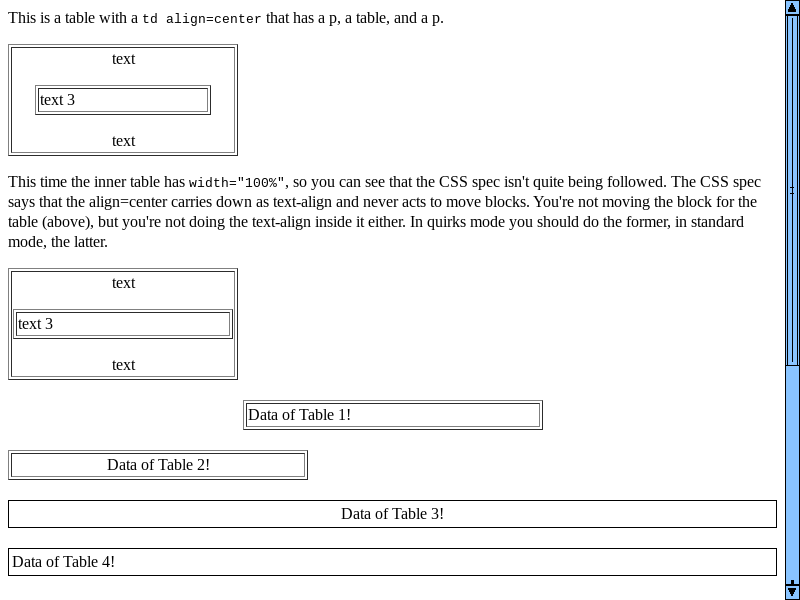 This is a table with a td align=center that has a p, a table, and a p.
text
text 3
text
This time the inner table has width="100%", so you can see that the CSS spec isn't quite being followed. The CSS spec
says that the align=center carries down as text-align and never acts to move blocks. You're not moving the block for the
table (above), but you're not doing the text-align inside it either. In quirks mode you should do the former, in standard
mode, the latter.
text
text 3
text
Data of Table 1!
Data of Table 2!
Data of Table 3!
Data of Table 4!